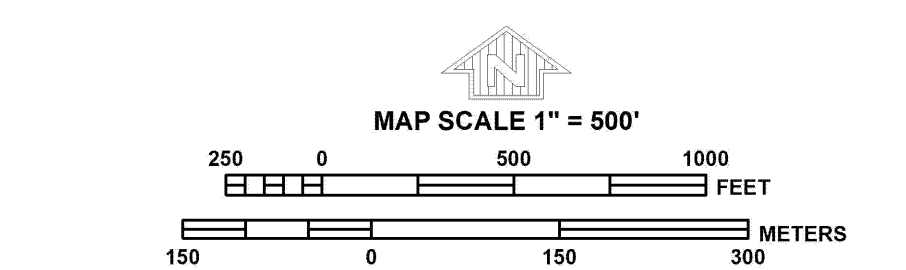 N
MAP SCALE 1" = 500'
250 0 500 1000
FEET
METERS
150 0 150 300